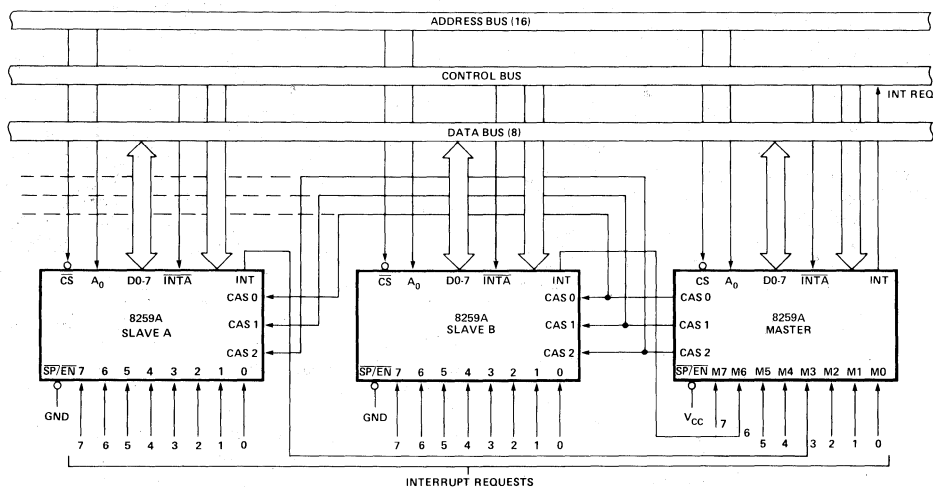 ADDRESS BUS (16)
CONTROL BUS
INT REQ
DATA BUS (8)
CS A0 D0-7 INTA INT
8259A
SLAVE A
CAS 0
CAS 1
CAS 2
SP/EN 7 6 5 4 3 2 1 0
GND
7 6 5 4 3 2 1 0
CS A0 D0-7 INTA INT
8259A
SLAVE B
CAS 0
CAS 1
CAS 2
SP/EN 7 6 5 4 3 2 1 0
GND
7 6 5 4 3 2 1 0
CS A0 D0-7 INTA INT
CAS 0
CAS 1
CAS 2
8259A
MASTER
SP/EN M7 M6 M5 M4 M3 M2 M1 M0
VCC
7 6 5 4 3 2 1 0
INTERRUPT REQUESTS